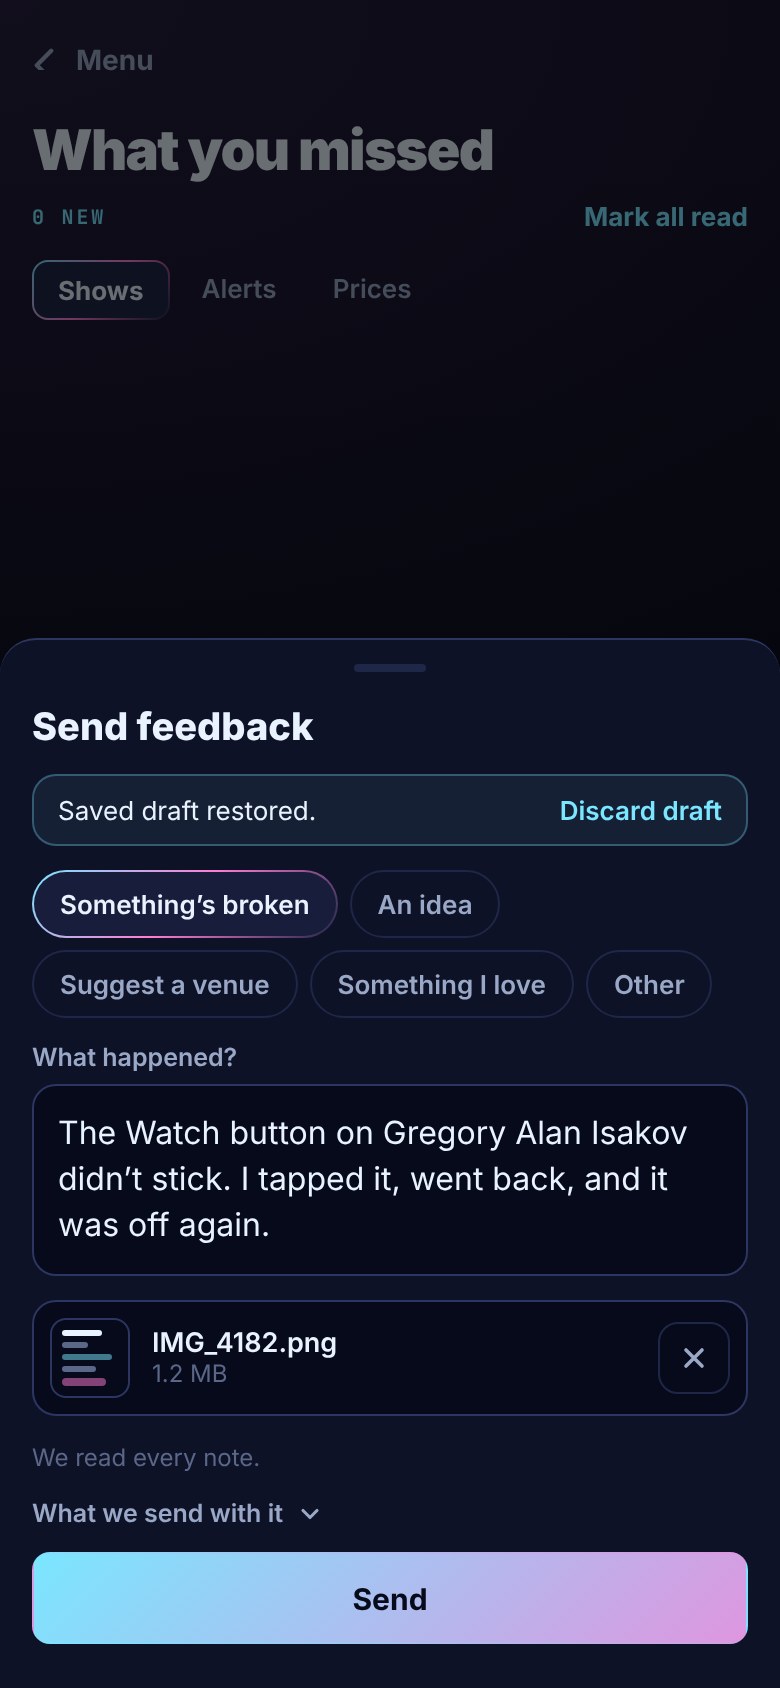 Menu
What you missed
0 NEW
Mark all read
Shows
Alerts
Prices
Send feedback
Saved draft restored.
Discard draft
Something’s broken
An idea
Suggest a venue
Something I love
Other
What happened?
The Watch button on Gregory Alan Isakov
didn’t stick. I tapped it, went back, and it
was off again.
IMG_4182.png
1.2 MB
We read every note.
What we send with it
Send